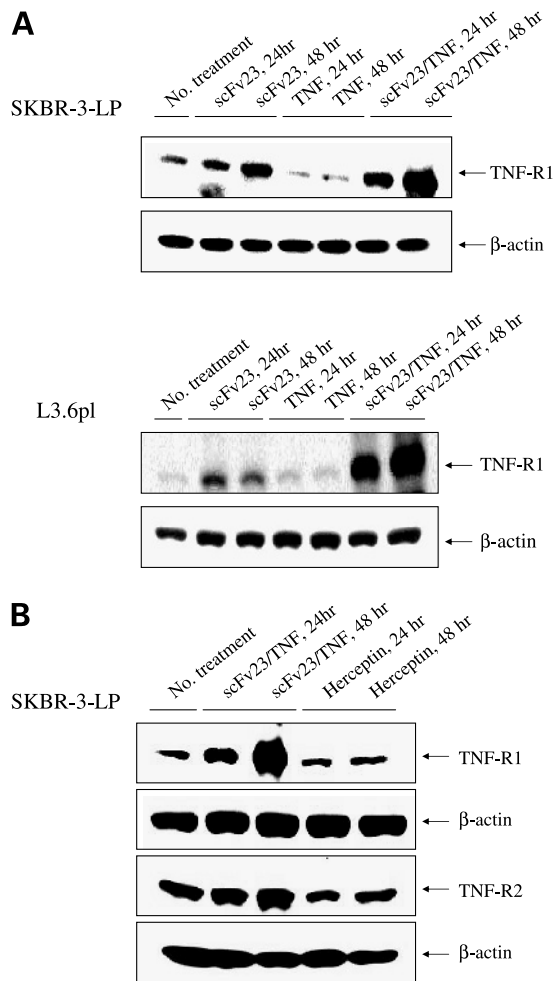 A
SKBR-3-LP
No. treatment
scFv23, 24hr
scFv23, 48 hr
TNF, 24 hr
TNF, 48 hr
scFv23/TNF, 24 hr
scFv23/TNF, 48 hr
TNF-R1
β-actin
L3.6pl
No. treatment
scFv23, 24hr
scFv23, 48 hr
TNF, 24 hr
TNF, 48 hr
scFv23/TNF, 24 hr
scFv23/TNF, 48 hr
TNF-R1
β-actin
B
SKBR-3-LP
No. treatment
scFv23/TNF, 24hr
scFv23/TNF, 48 hr
Herceptin, 24 hr
Herceptin, 48 hr
TNF-R1
β-actin
TNF-R2
β-actin